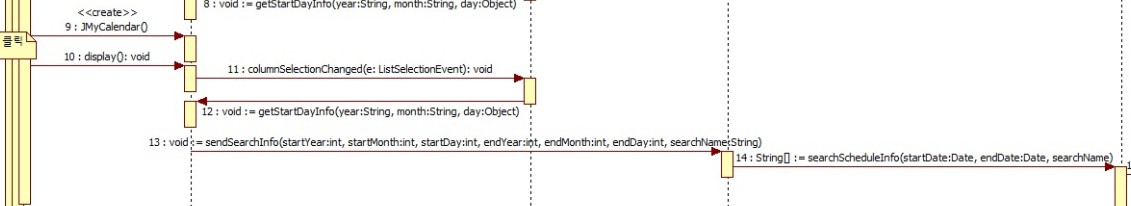 8 : void := getStartDayInfo(year:String, month:String, day:Object)
<<create>>
9 : JMyCalendar()
클릭
10 : display(): void
11 : columnSelectionChanged(e: ListSelectionEvent): void
12 : void := getStartDayInfo(year:String, month:String, day:Object)
13 : void := sendSearchInfo(startYear:int, startMonth:int, startDay:int, endYear:int, endMonth:int, endDay:int, searchName:String)
14 : String[] := searchScheduleInfo(startDate:Date, endDate:Date, searchName)